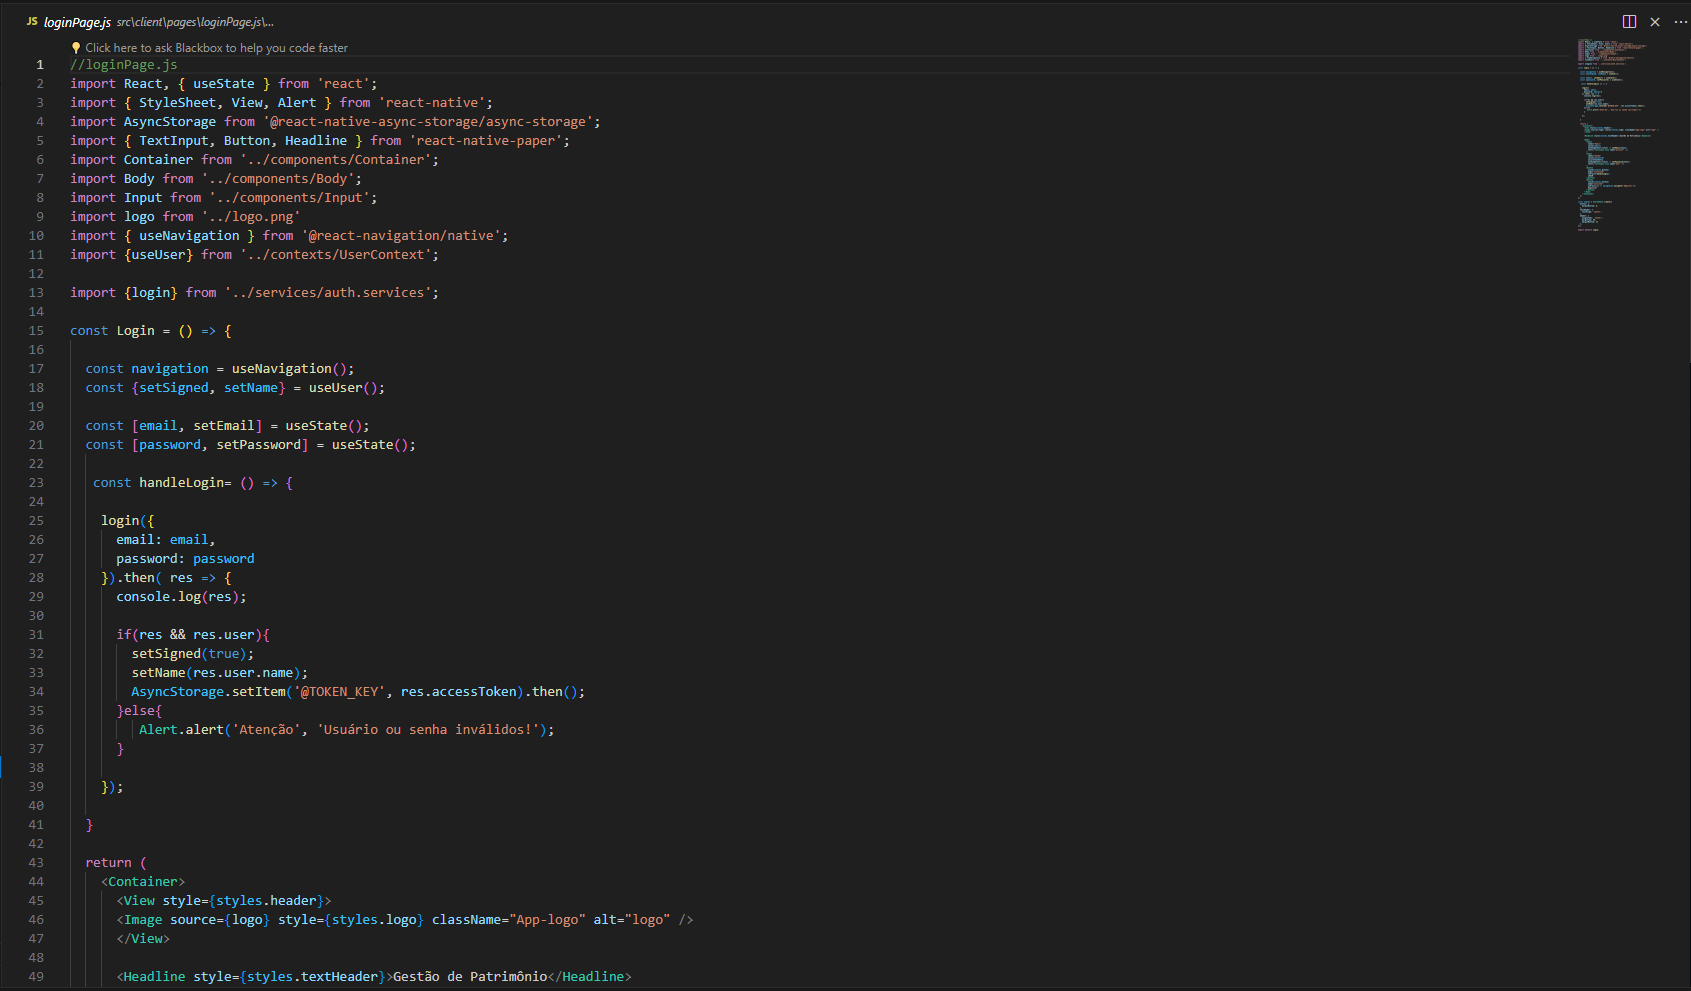 JS loginPage.js src\client\pages\loginPage.js\...
Click here to ask Blackbox to help you code faster
1 //loginPage.js
2 import React, { useState } from 'react';
3 import { StyleSheet, View, Alert } from 'react-native';
4 import AsyncStorage from '@react-native-async-storage/async-storage';
5 import { TextInput, Button, Headline } from 'react-native-paper';
6 import Container from '../components/Container';
7 import Body from '../components/Body';
8 import Input from '../components/Input';
9 import logo from '../logo.png'
10 import { useNavigation } from '@react-navigation/native';
11 import {useUser} from '../contexts/UserContext';
12
13 import {login} from '../services/auth.services';
14
15 const Login = () => {
16
17 const navigation = useNavigation();
18 const {setSigned, setName} = useUser();
19
20 const [email, setEmail] = useState();
21 const [password, setPassword] = useState();
22
23 const handleLogin= () => {
24
25 login({
26 email: email,
27 password: password
28 }).then( res => {
29 console.log(res);
30
31 if(res && res.user){
32 setSigned(true);
33 setName(res.user.name);
34 AsyncStorage.setItem('@TOKEN_KEY', res.accessToken).then();
35 }else{
36 Alert.alert('Atenção', 'Usuário ou senha inválidos!');
37 }
38
39 });
40
41 }
42
43 return (
44 <Container>
45 <View style={styles.header}>
46 <Image source={logo} style={styles.logo} className="App-logo" alt="logo" />
47 </View>
48
49 <Headline style={styles.textHeader}>Gestão de Patrimônio</Headline>